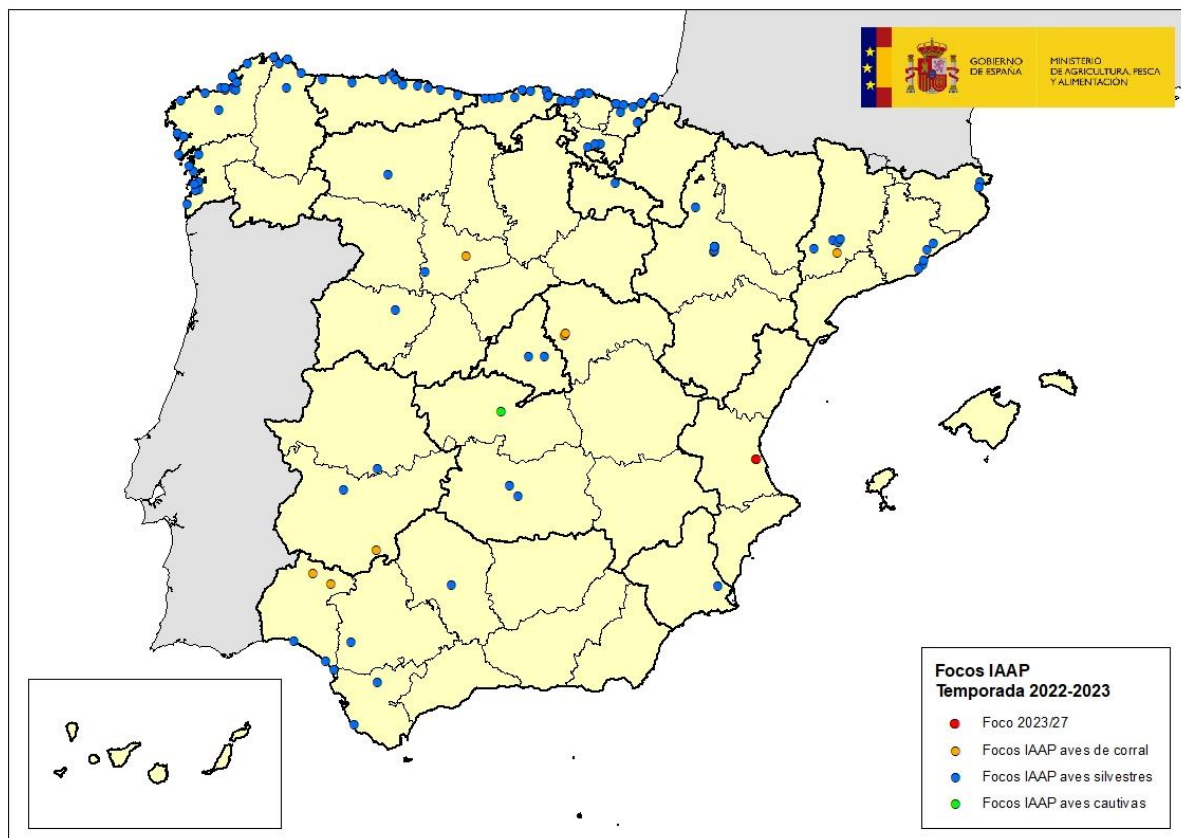 GOBIERNO
DE ESPAÑA
MINISTERIO
DE AGRICULTURA, PESCA
Y ALIMENTACIÓN
Focos IAAP
Temporada 2022-2023
Foco 2023/27
Focos IAAP aves de corral
Focos IAAP aves silvestres
Focos IAAP aves cautivas